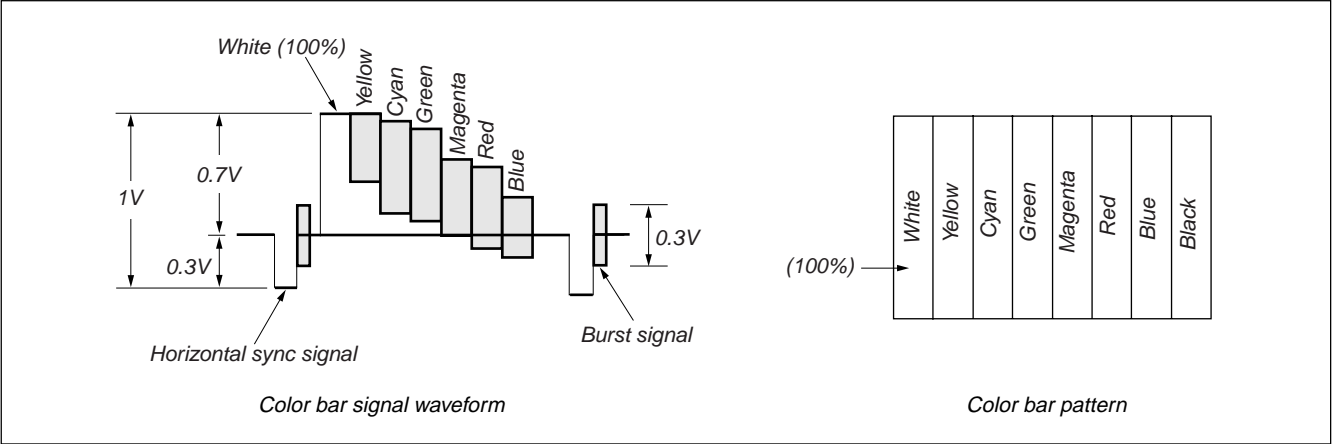 White (100%)
Yellow
Cyan
Green
Magenta
Red
Blue
1V
0.7V
0.3V
0.3V
Horizontal sync signal
Burst signal
Color bar signal waveform
(100%)
White
Yellow
Cyan
Green
Magenta
Red
Blue
Black
Color bar pattern